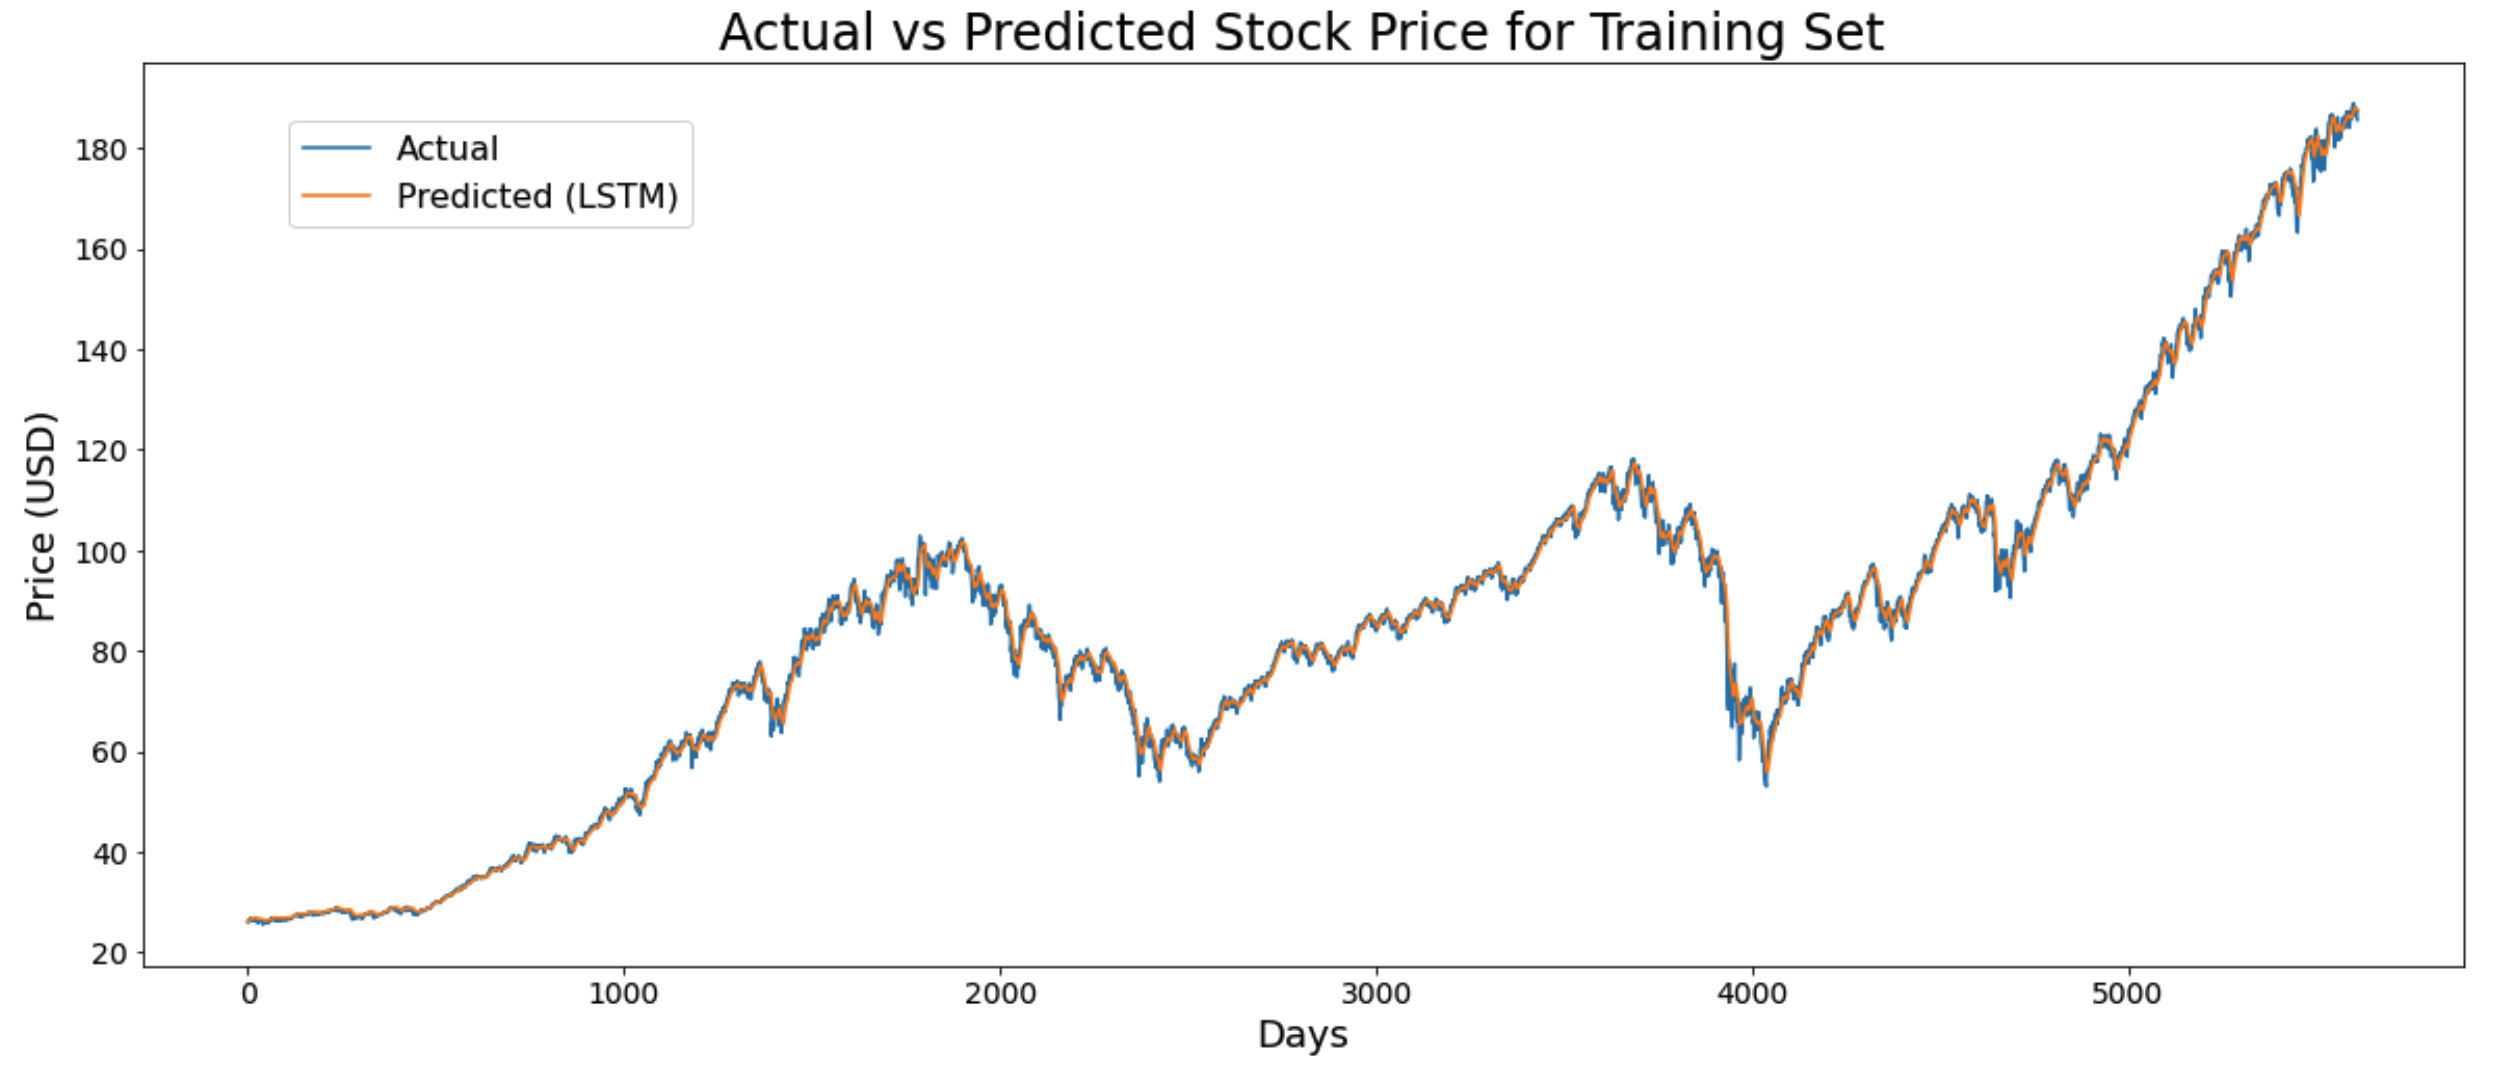 Actual vs Predicted Stock Price for Training Set
Actual
Predicted (LSTM)
180
160
140
120
100
80
60
40
20
Price (USD)
0 1000 2000 3000 4000 5000
Days